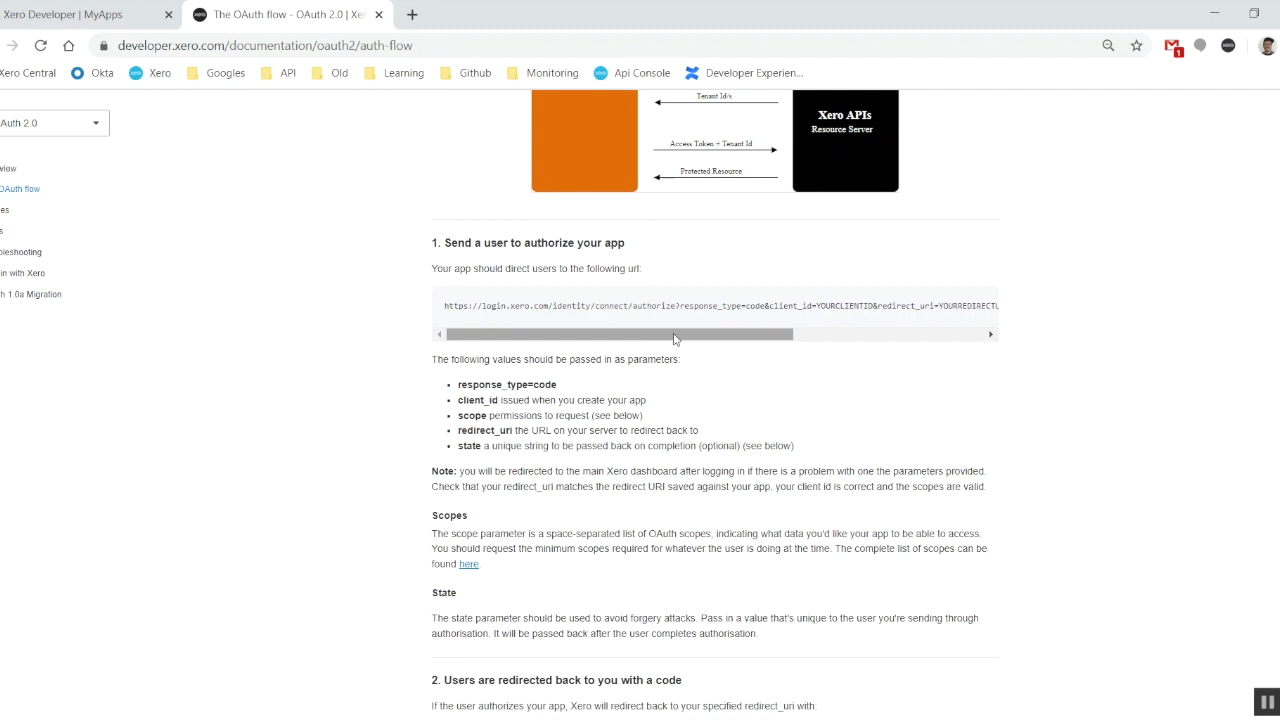 Xero Developer | MyApps
The OAuth flow - OAuth 2.0 | Xer
developer.xero.com/documentation/oauth2/auth-flow
1
Xero Central
Okta
Xero
Googles
API
Old
Learning
Github
Monitoring
Api Console
Developer Experien...
Auth 2.0
view
OAuth flow
es
s
bleshooting
in with Xero
h 1.0a Migration
Tenant Id/s
Access Token + Tenant Id
Protected Resource
Xero APIs
Resource Server
1. Send a user to authorize your app
Your app should direct users to the following url:
https://login.xero.com/identity/connect/authorize?response_type=code&client_id=YOURCLIENTID&redirect_uri=YOURREDIRECTU
The following values should be passed in as parameters:
• response_type=code
• client_id issued when you create your app
• scope permissions to request (see below)
• redirect_uri the URL on your server to redirect back to
• state a unique string to be passed back on completion (optional) (see below)
Note: you will be redirected to the main Xero dashboard after logging in if there is a problem with one the parameters provided.
Check that your redirect_uri matches the redirect URI saved against your app, your client id is correct and the scopes are valid.
Scopes
The scope parameter is a space-separated list of OAuth scopes, indicating what data you'd like your app to be able to access.
You should request the minimum scopes required for whatever the user is doing at the time. The complete list of scopes can be
found here.
State
The state parameter should be used to avoid forgery attacks. Pass in a value that's unique to the user you're sending through
authorisation. It will be passed back after the user completes authorisation.
2. Users are redirected back to you with a code
If the user authorizes your app, Xero will redirect back to your specified redirect_uri with: